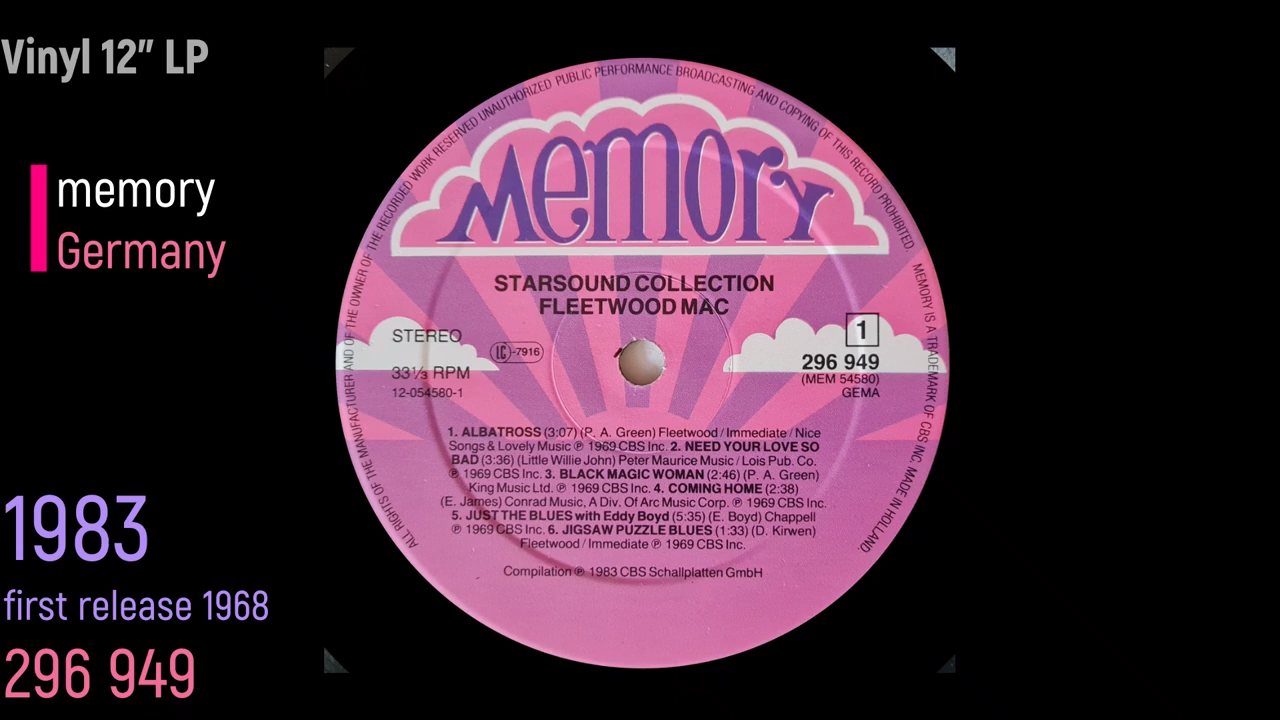 Vinyl 12" LP
memory
Germany
1983
first release 1968
296 949
ALL RIGHTS OF THE MANUFACTURER AND OF THE OWNER OF THE RECORDED WORK RESERVED UNAUTHORIZED PUBLIC PERFORMANCE BROADCASTING AND COPYING OF THIS RECORD PROHIBITED.
MEMORY IS A TRADEMARK OF CBS INC. MADE IN HOLLAND.
memory
STARSOUND COLLECTION
FLEETWOOD MAC
STEREO
LC-7916
33⅓ RPM
12-054580-1
1
296 949
(MEM 54580)
GEMA
1. ALBATROSS (3:07) (P. A. Green) Fleetwood / Immediate / Nice
Songs & Lovely Music ℗ 1969 CBS Inc. 2. NEED YOUR LOVE SO
BAD (3:36) (Little Willie John) Peter Maurice Music / Lois Pub. Co.
℗ 1969 CBS Inc. 3. BLACK MAGIC WOMAN (2:46) (P. A. Green)
King Music Ltd. ℗ 1969 CBS Inc. 4. COMING HOME (2:38)
(E. James) Conrad Music, A Div. Of Arc Music Corp. ℗ 1969 CBS Inc.
5. JUST THE BLUES with Eddy Boyd (5:35) (E. Boyd) Chappell
℗ 1969 CBS Inc. 6. JIGSAW PUZZLE BLUES (1:33) (D. Kirwen)
Fleetwood / Immediate ℗ 1969 CBS Inc.
Compilation ℗ 1983 CBS Schallplatten GmbH